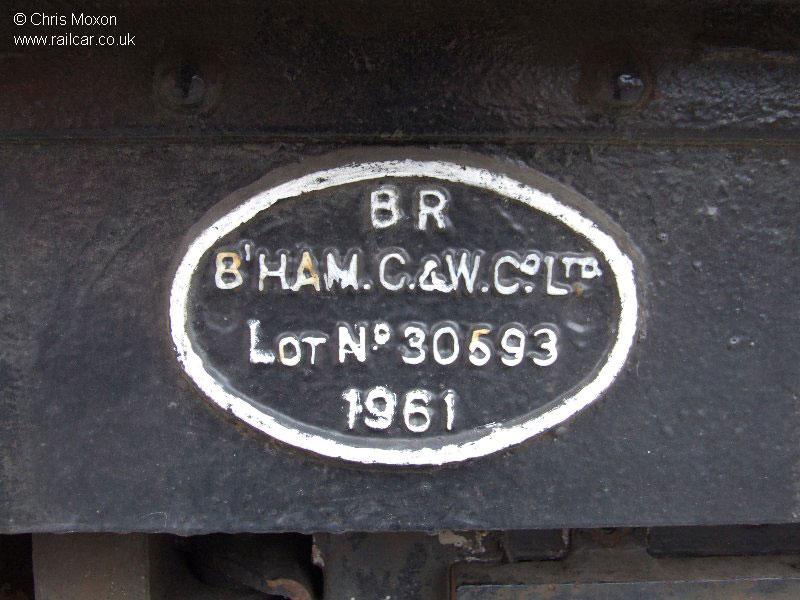 © Chris Moxon
www.railcar.co.uk
BR
B'HAM. C.&W. Cº LTD.
LOT Nº 30593
1961